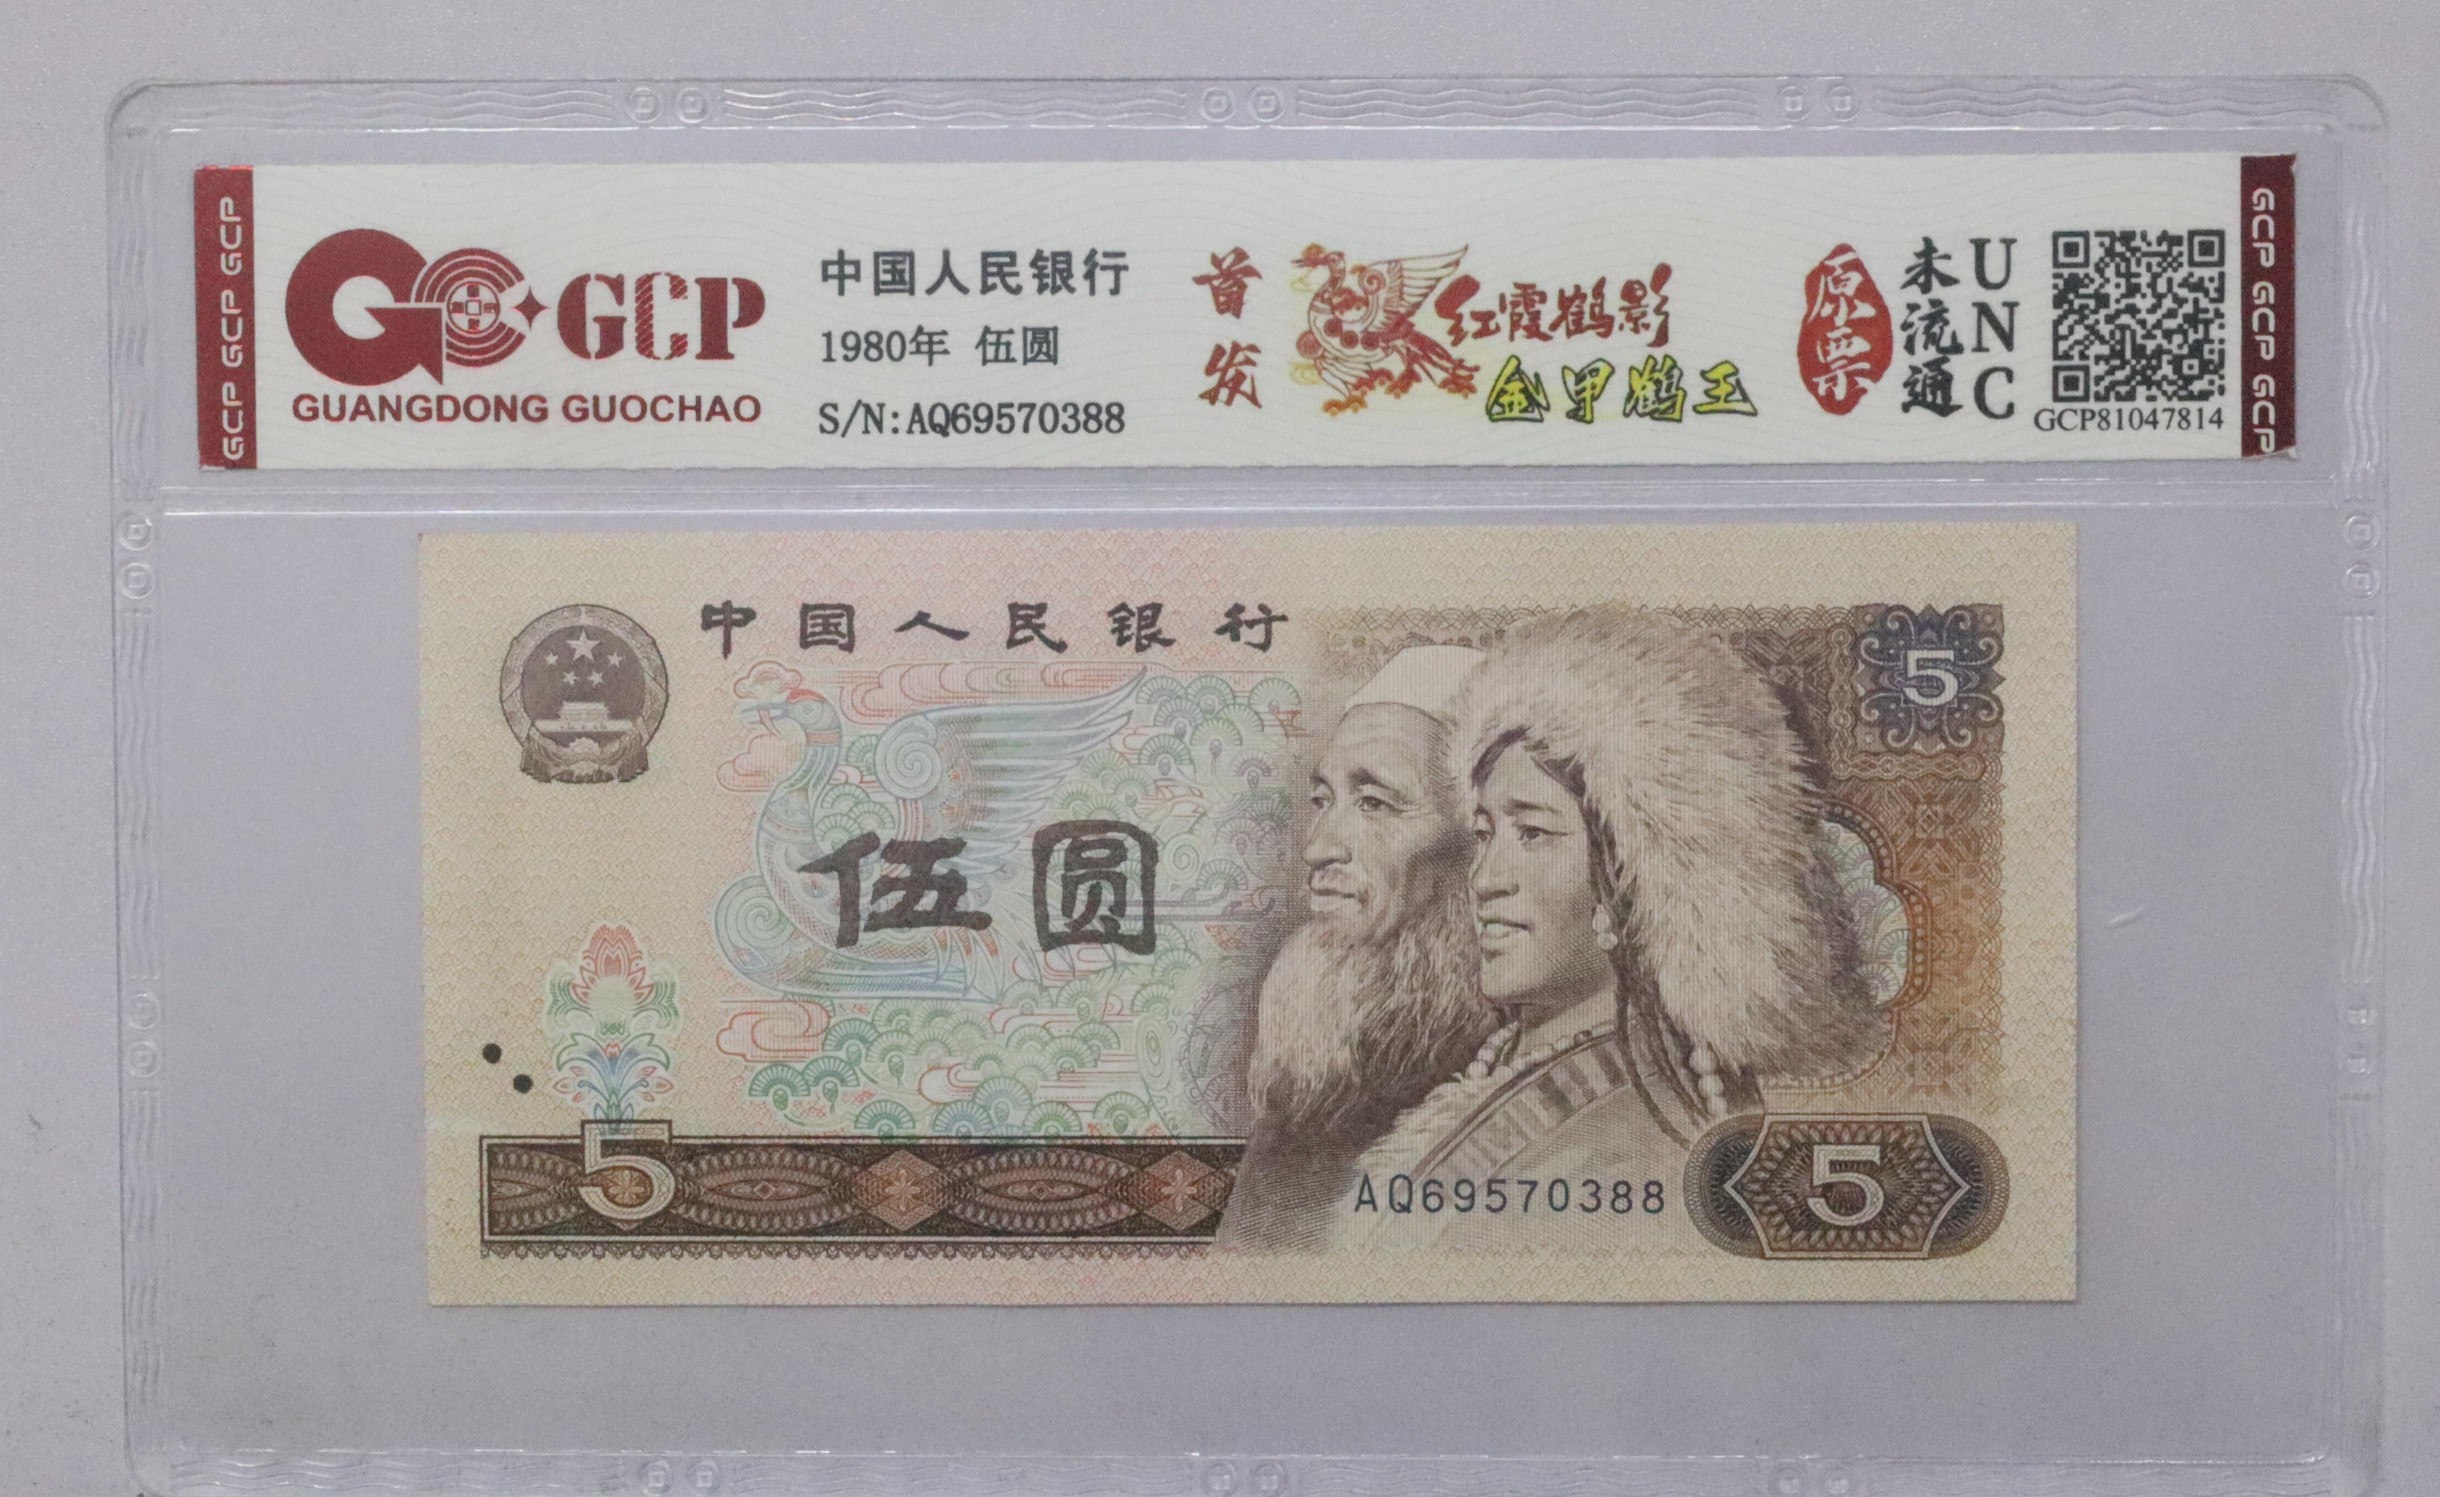 GCP GCP GCP
GCP
GUANGDONG GUOCHAO
中国人民银行
1980年 伍圆
S/N:AQ69570388
首发
红霞鹤影
金甲鹤王
原票
未流通
UNC
GCP81047814
GCP GCP GCP
中国人民银行
5
伍圆
5
AQ69570388
5